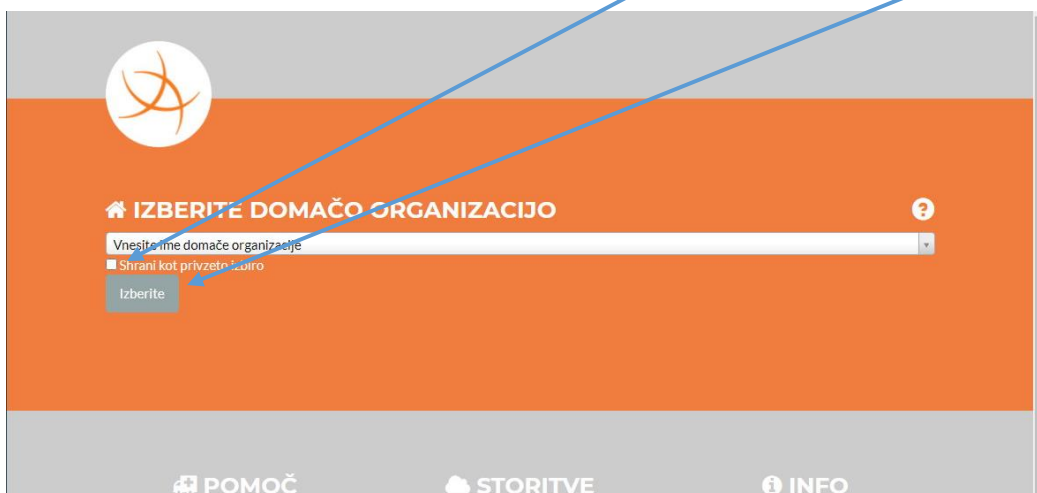 IZBERITE DOMAČO ORGANIZACIJO
Vnesite ime domače organizacije
Shrani kot privzeto izbiro
Izberite
POMOČ
STORITVE
INFO